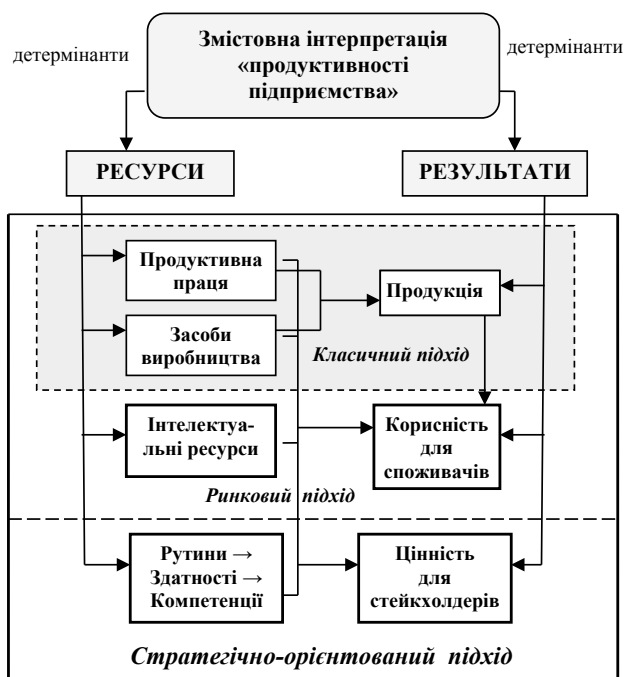 детермінанти
Змістовна інтерпретація
«продуктивності
підприємства»
детермінанти
РЕСУРСИ
РЕЗУЛЬТАТИ
Продуктивна
праця
Продукція
Засоби
виробництва
Класичний підхід
Інтелектуа-
льні ресурси
Корисність
для
споживачів
Ринковий підхід
Рутини →
Здатності →
Компетенції
Цінність
для
стейкхолдерів
Стратегічно-орієнтований підхід